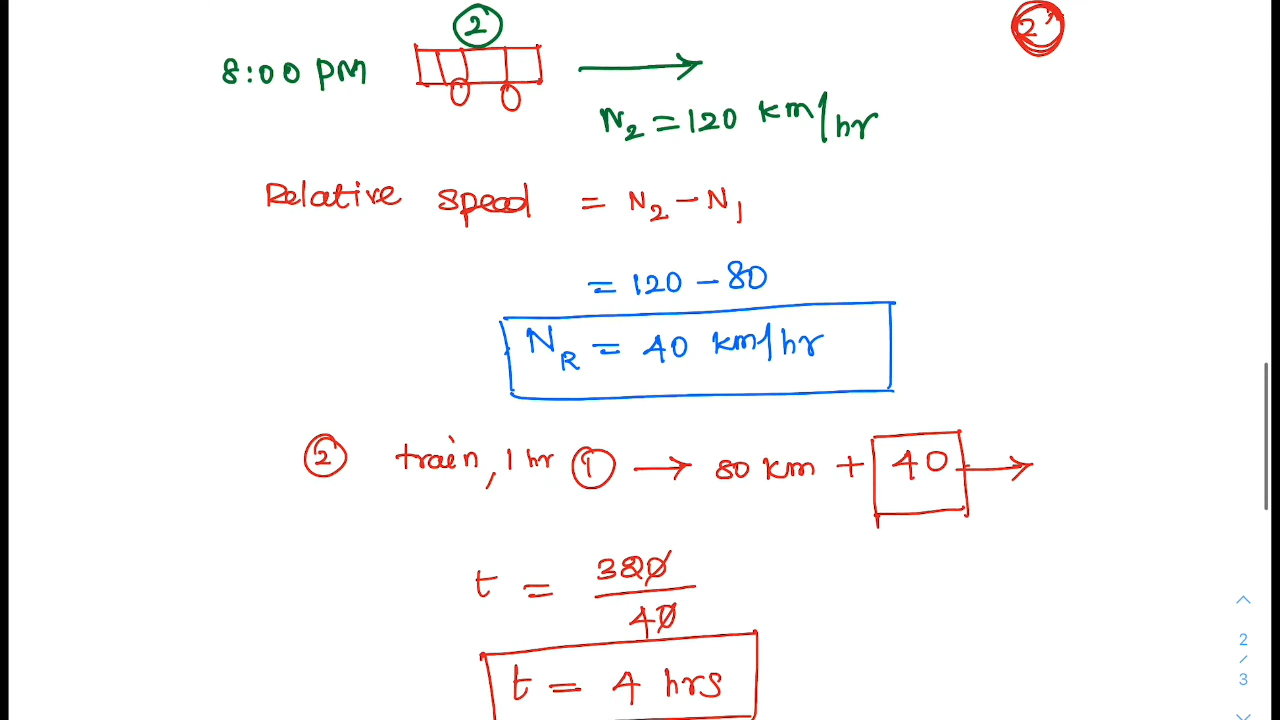 ②
2
8:00 PM
N₂ = 120 km/hr
Relative speed = N₂ - N₁
= 120 - 80
N_R = 40 km/hr
② train, 1 hr ① → 80 km + 40 →
t = 320/40
t = 4 hrs
2
/
3